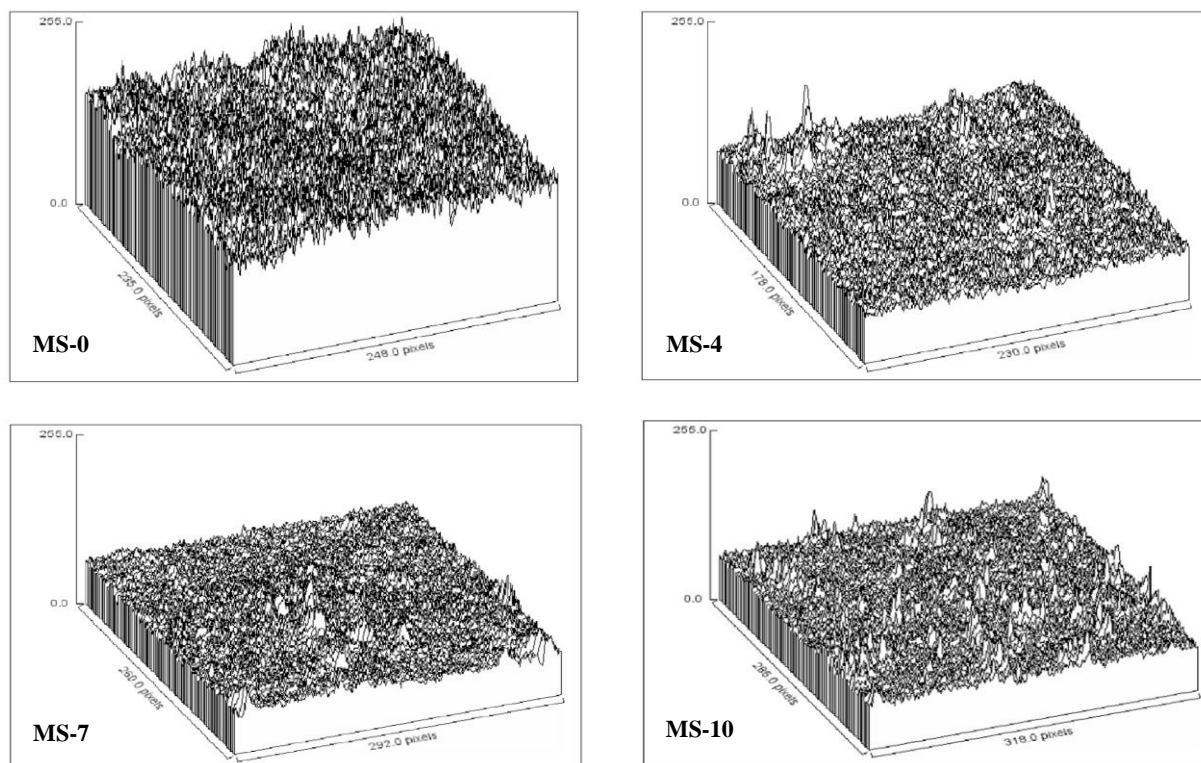 255.0
0.0
235.0 pixels
248.0 pixels
MS-0
255.0
0.0
178.0 pixels
230.0 pixels
MS-4
255.0
0.0
260.0 pixels
292.0 pixels
MS-7
255.0
0.0
286.0 pixels
318.0 pixels
MS-10